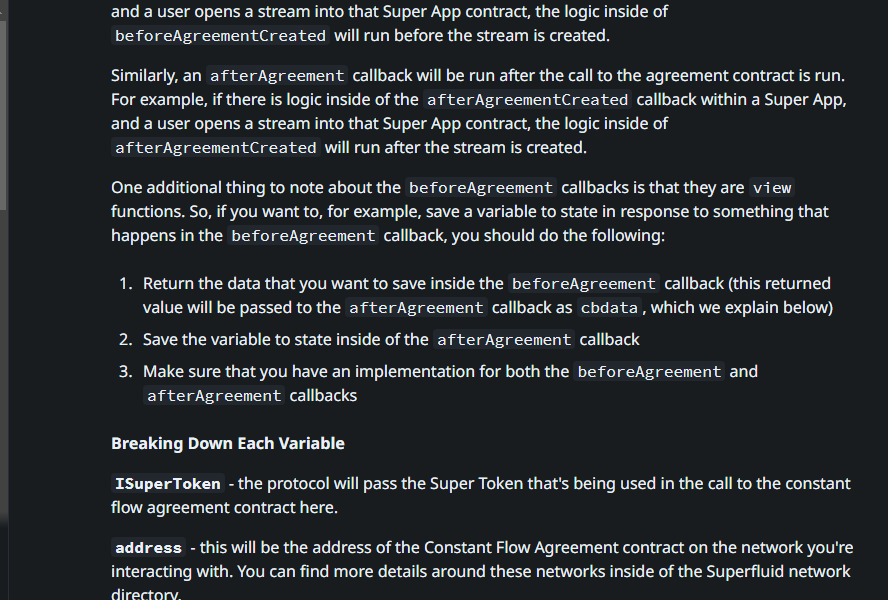 and a user opens a stream into that Super App contract, the logic inside of
beforeAgreementCreated will run before the stream is created.
Similarly, an afterAgreement callback will be run after the call to the agreement contract is run.
For example, if there is logic inside of the afterAgreementCreated callback within a Super App,
and a user opens a stream into that Super App contract, the logic inside of
afterAgreementCreated will run after the stream is created.
One additional thing to note about the beforeAgreement callbacks is that they are view
functions. So, if you want to, for example, save a variable to state in response to something that
happens in the beforeAgreement callback, you should do the following:
1. Return the data that you want to save inside the beforeAgreement callback (this returned
value will be passed to the afterAgreement callback as cbdata, which we explain below)
2. Save the variable to state inside of the afterAgreement callback
3. Make sure that you have an implementation for both the beforeAgreement and
afterAgreement callbacks
Breaking Down Each Variable
ISuperToken - the protocol will pass the Super Token that's being used in the call to the constant
flow agreement contract here.
address - this will be the address of the Constant Flow Agreement contract on the network you're
interacting with. You can find more details around these networks inside of the Superfluid network
directory.